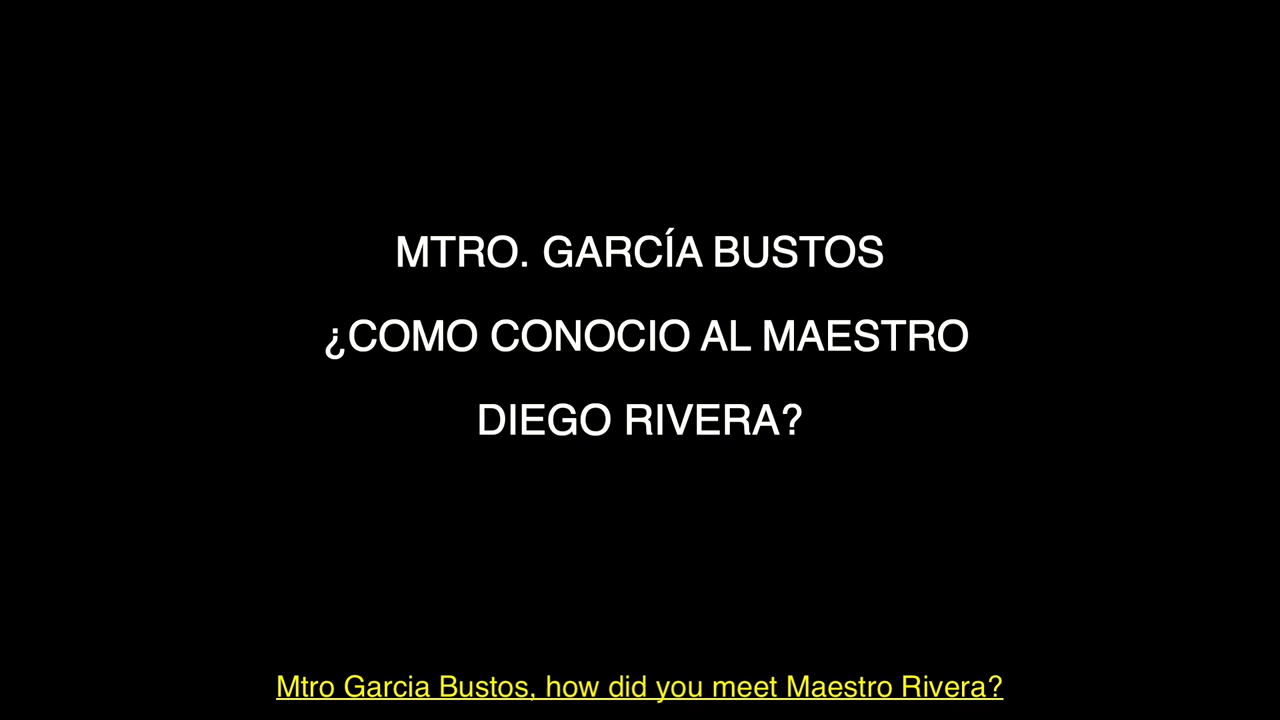 MTRO. GARCÍA BUSTOS
¿COMO CONOCIO AL MAESTRO
DIEGO RIVERA?
Mtro Garcia Bustos, how did you meet Maestro Rivera?